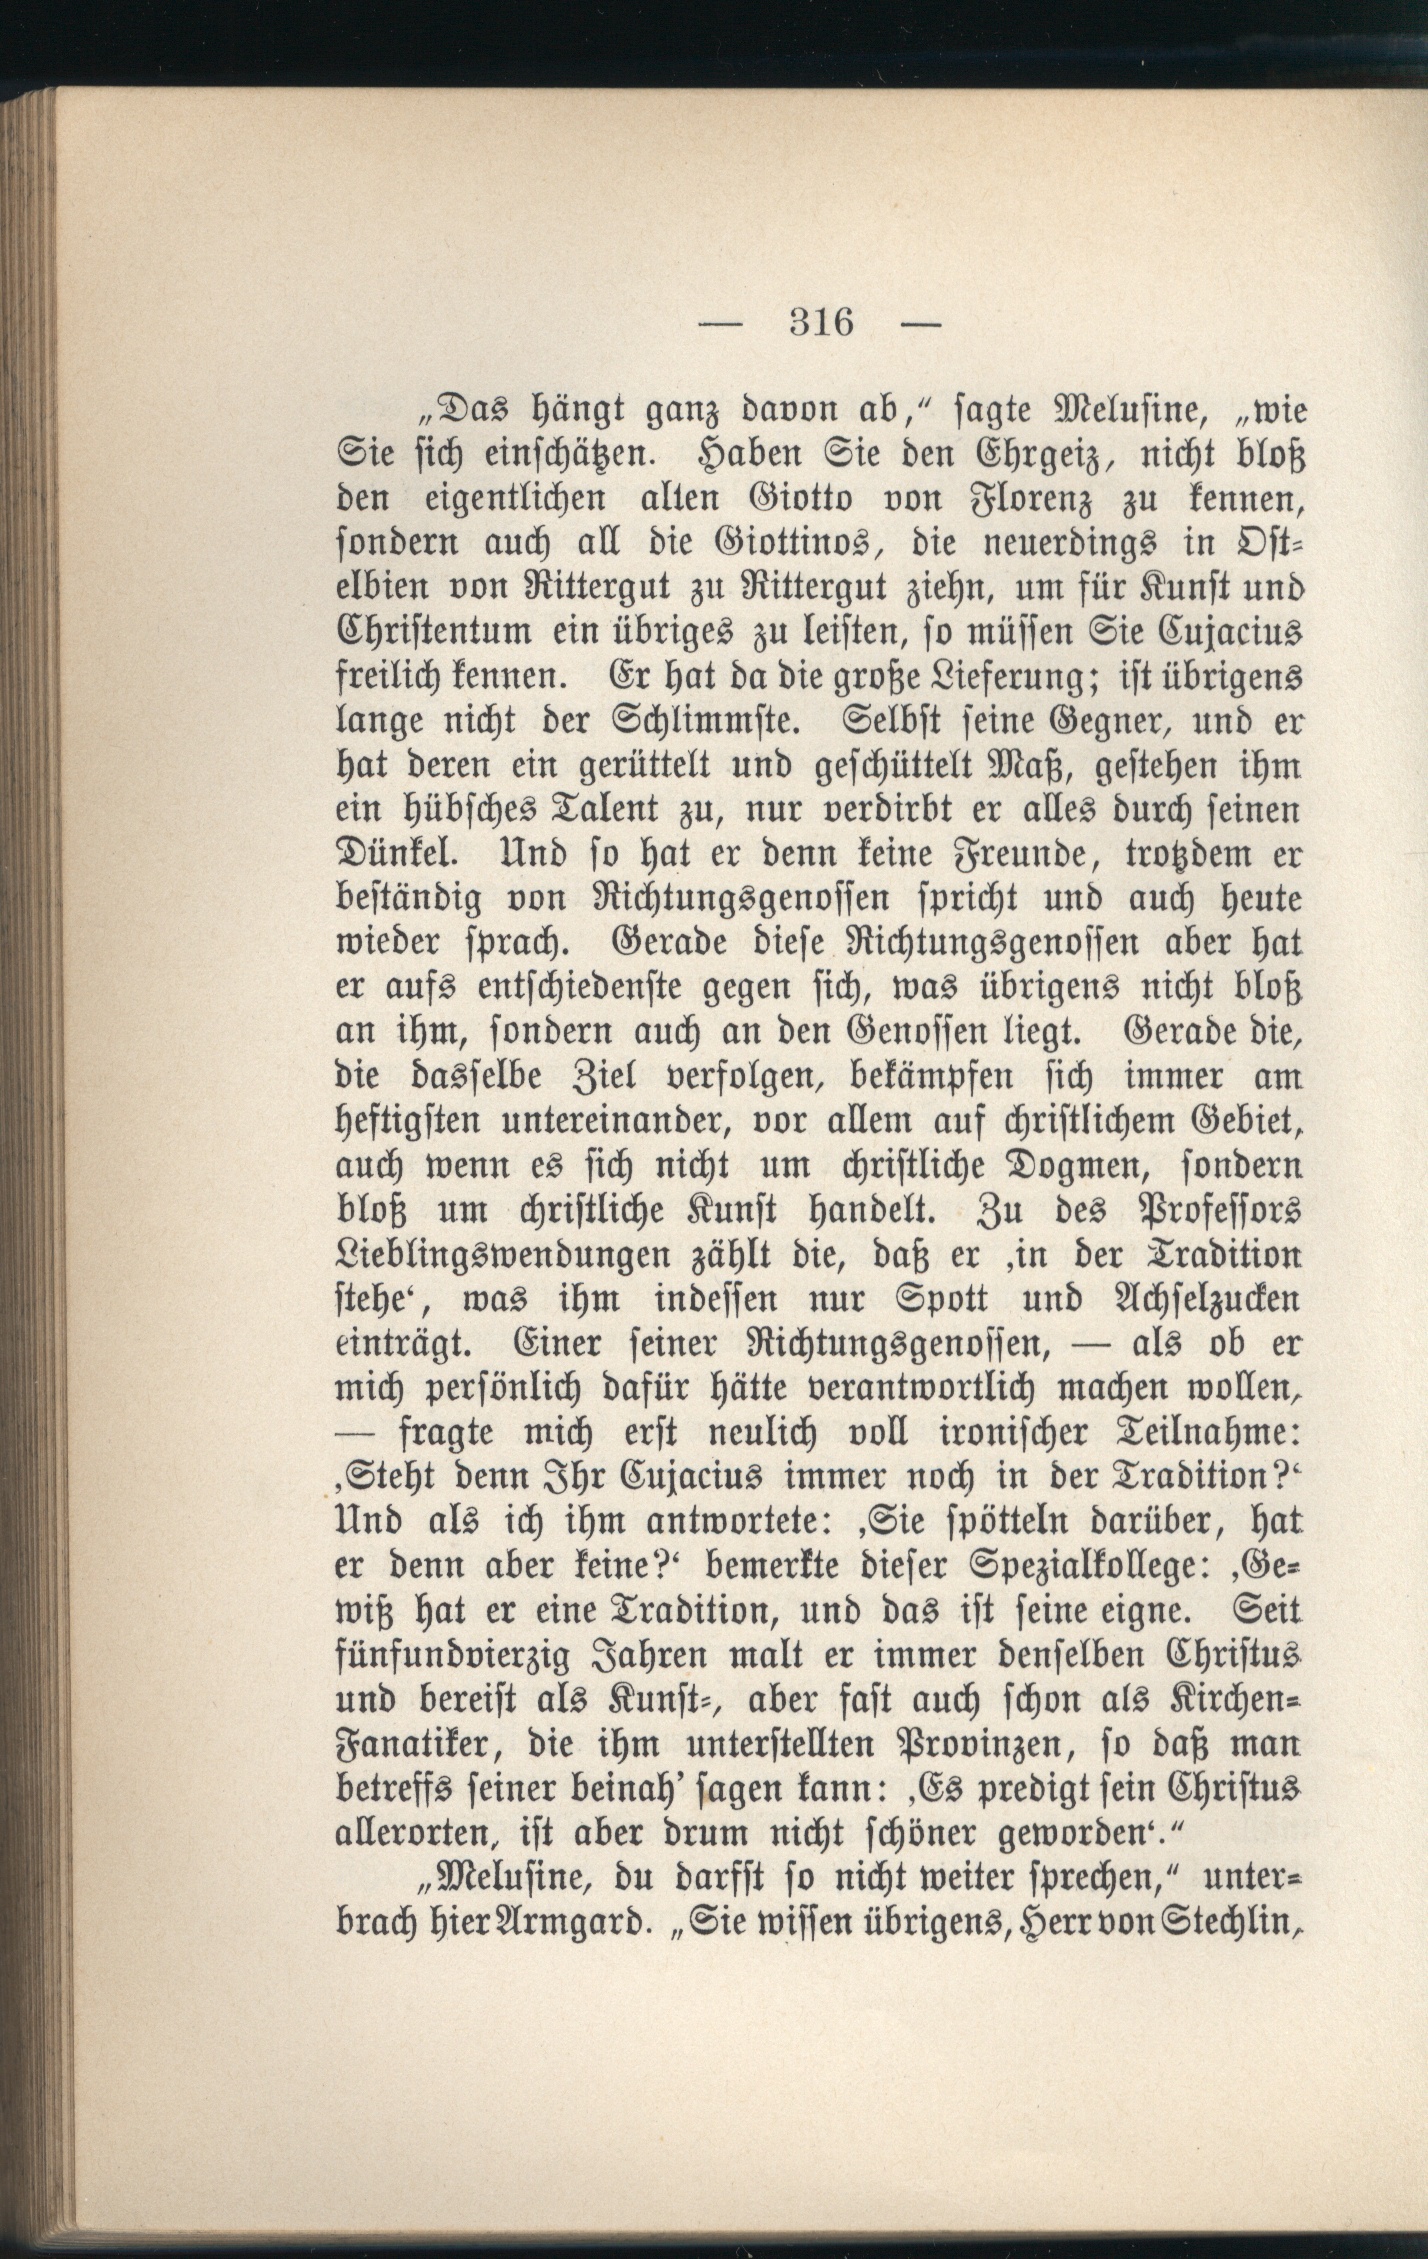 — 316 —
„Das hängt ganz davon ab,“ sagte Melusine, „wie
Sie sich einschätzen. Haben Sie den Ehrgeiz, nicht bloß
den eigentlichen alten Giotto von Florenz zu kennen,
sondern auch all die Giottinos, die neuerdings in Ost-
elbien von Rittergut zu Rittergut ziehn, um für Kunst und
Christentum ein übriges zu leisten, so müssen Sie Cujacius
freilich kennen. Er hat da die große Lieferung; ist übrigens
lange nicht der Schlimmste. Selbst seine Gegner, und er
hat deren ein gerüttelt und geschüttelt Maß, gestehen ihm
ein hübsches Talent zu, nur verdirbt er alles durch seinen
Dünkel. Und so hat er denn keine Freunde, trotzdem er
beständig von Richtungsgenossen spricht und auch heute
wieder sprach. Gerade diese Richtungsgenossen aber hat
er aufs entschiedenste gegen sich, was übrigens nicht bloß
an ihm, sondern auch an den Genossen liegt. Gerade die,
die dasselbe Ziel verfolgen, bekämpfen sich immer am
heftigsten untereinander, vor allem auf christlichem Gebiet,
auch wenn es sich nicht um christliche Dogmen, sondern
bloß um christliche Kunst handelt. Zu des Professors
Lieblingswendungen zählt die, daß er ‚in der Tradition
stehe‘, was ihm indessen nur Spott und Achselzucken
einträgt. Einer seiner Richtungsgenossen, — als ob er
mich persönlich dafür hätte verantwortlich machen wollen,
— fragte mich erst neulich voll ironischer Teilnahme:
‚Steht denn Ihr Cujacius immer noch in der Tradition?‘
Und als ich ihm antwortete: ‚Sie spötteln darüber, hat
er denn aber keine?‘ bemerkte dieser Spezialkollege: ‚Ge-
wiß hat er eine Tradition, und das ist seine eigne. Seit
fünfundvierzig Jahren malt er immer denselben Christus
und bereist als Kunst-, aber fast auch schon als Kirchen-
Fanatiker, die ihm unterstellten Provinzen, so daß man
betreffs seiner beinah’ sagen kann: ‚Es predigt sein Christus
allerorten, ist aber drum nicht schöner geworden‘.“
„Melusine, du darfst so nicht weiter sprechen,“ unter-
brach hier Armgard. „Sie wissen übrigens, Herr von Stechlin,